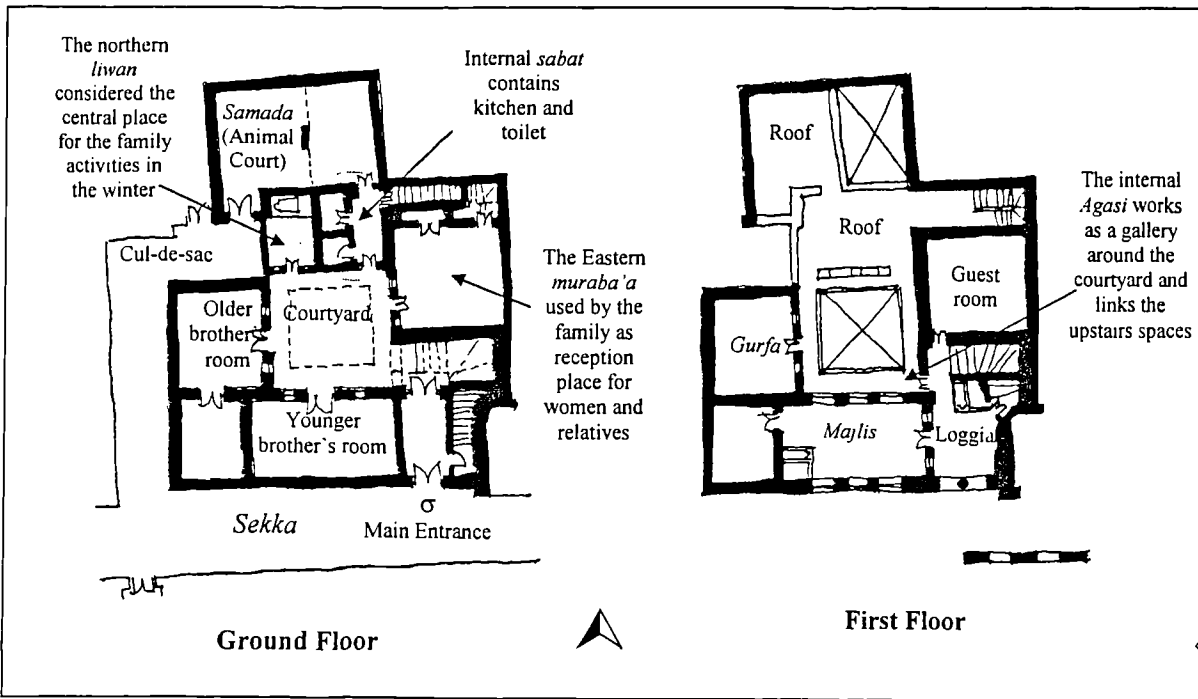 The northern
liwan
considered the
central place
for the family
activities in
the winter
Internal sabat
contains
kitchen and
toilet
Samada
(Animal
Court)
Cul-de-sac
Older
brother
room
Courtyard
The Eastern
muraba'a
used by the
family as
reception
place for
women and
relatives
Younger
brother's room
Sekka
Main Entrance
Ground Floor
Roof
Roof
The internal
Agasi works
as a gallery
around the
courtyard and
links the
upstairs spaces
Guest
room
Gurfa
Majlis
Loggia
First Floor